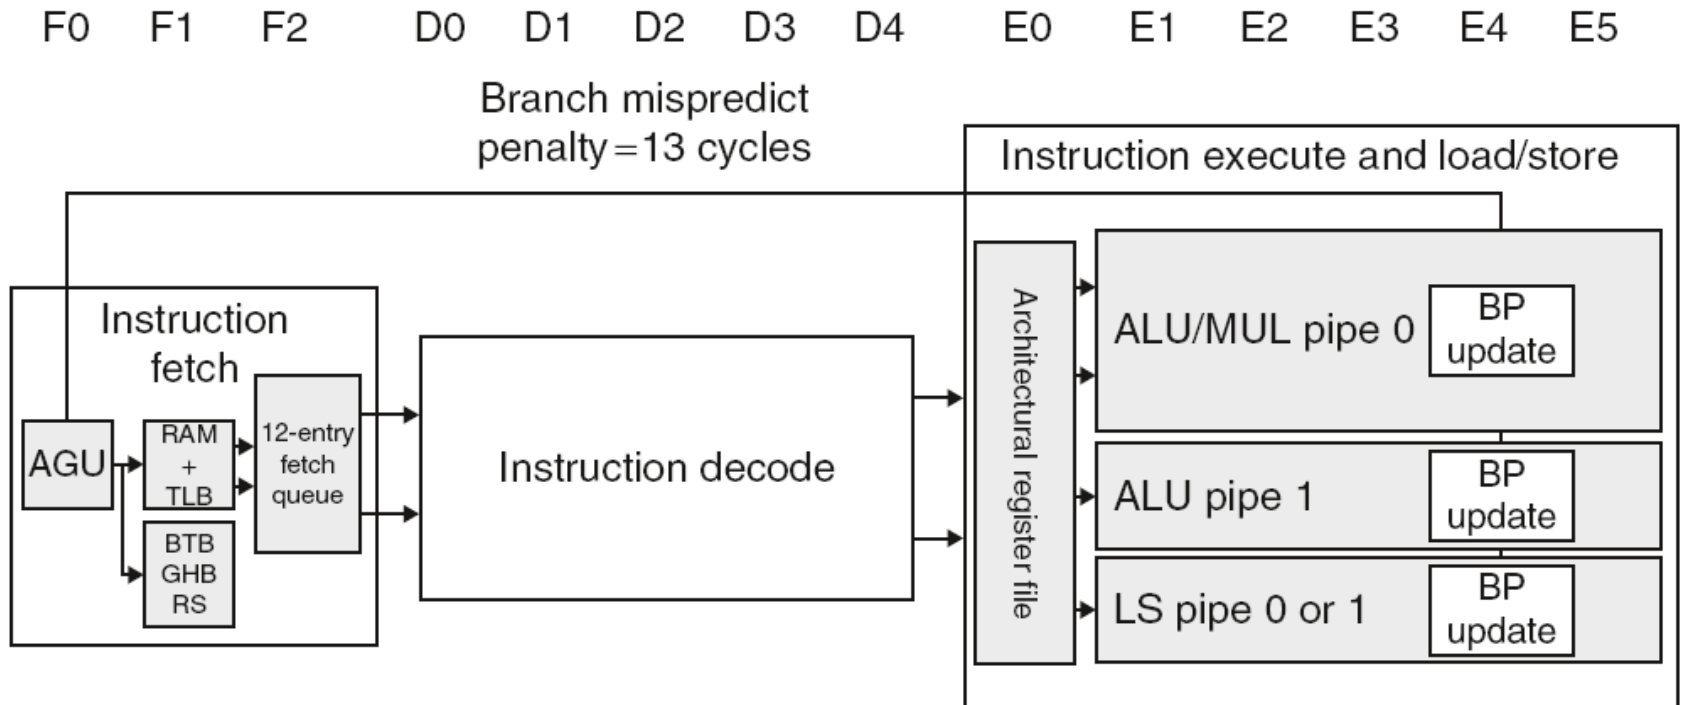 F0 F1 F2 D0 D1 D2 D3 D4 E0 E1 E2 E3 E4 E5
Branch mispredict
penalty=13 cycles
Instruction execute and load/store
Instruction
fetch
AGU
RAM
+
TLB
BTB
GHB
RS
12-entry
fetch
queue
Instruction decode
Architectural register file
ALU/MUL pipe 0
BP
update
ALU pipe 1
BP
update
LS pipe 0 or 1
BP
update